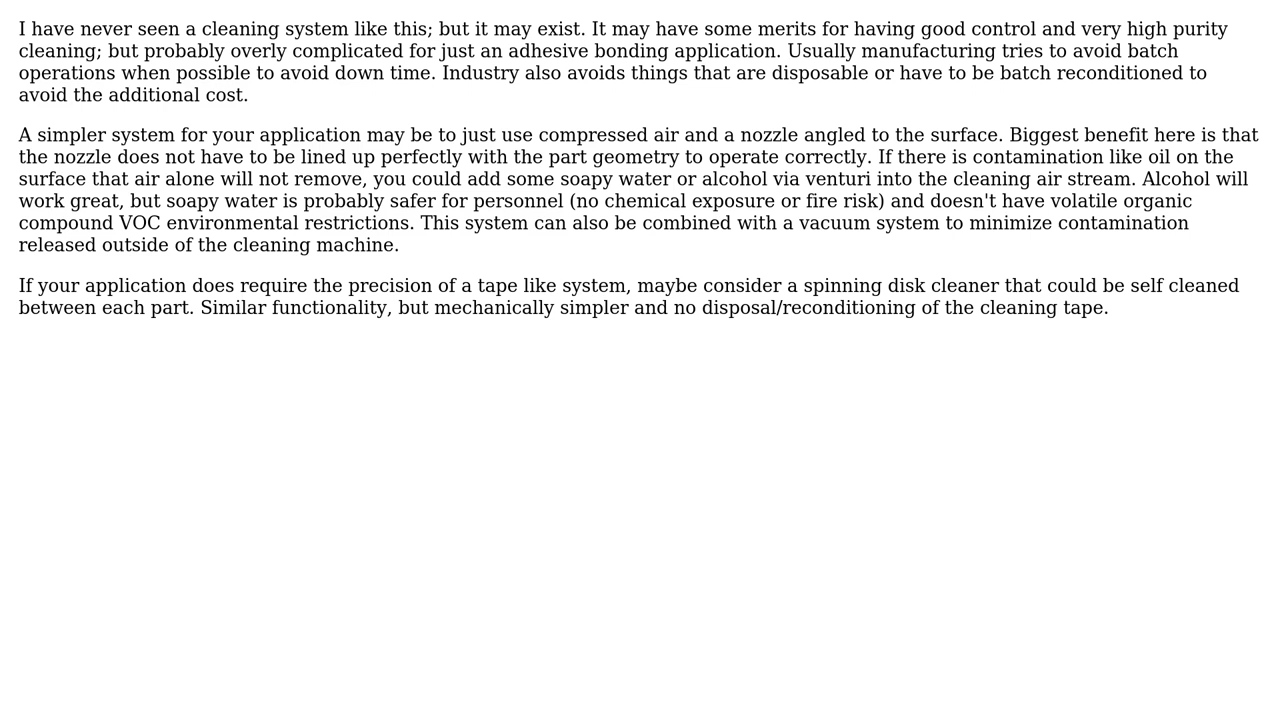 I have never seen a cleaning system like this; but it may exist. It may have some merits for having good control and very high purity
cleaning; but probably overly complicated for just an adhesive bonding application. Usually manufacturing tries to avoid batch
operations when possible to avoid down time. Industry also avoids things that are disposable or have to be batch reconditioned to
avoid the additional cost.
A simpler system for your application may be to just use compressed air and a nozzle angled to the surface. Biggest benefit here is that
the nozzle does not have to be lined up perfectly with the part geometry to operate correctly. If there is contamination like oil on the
surface that air alone will not remove, you could add some soapy water or alcohol via venturi into the cleaning air stream. Alcohol will
work great, but soapy water is probably safer for personnel (no chemical exposure or fire risk) and doesn't have volatile organic
compound VOC environmental restrictions. This system can also be combined with a vacuum system to minimize contamination
released outside of the cleaning machine.
If your application does require the precision of a tape like system, maybe consider a spinning disk cleaner that could be self cleaned
between each part. Similar functionality, but mechanically simpler and no disposal/reconditioning of the cleaning tape.